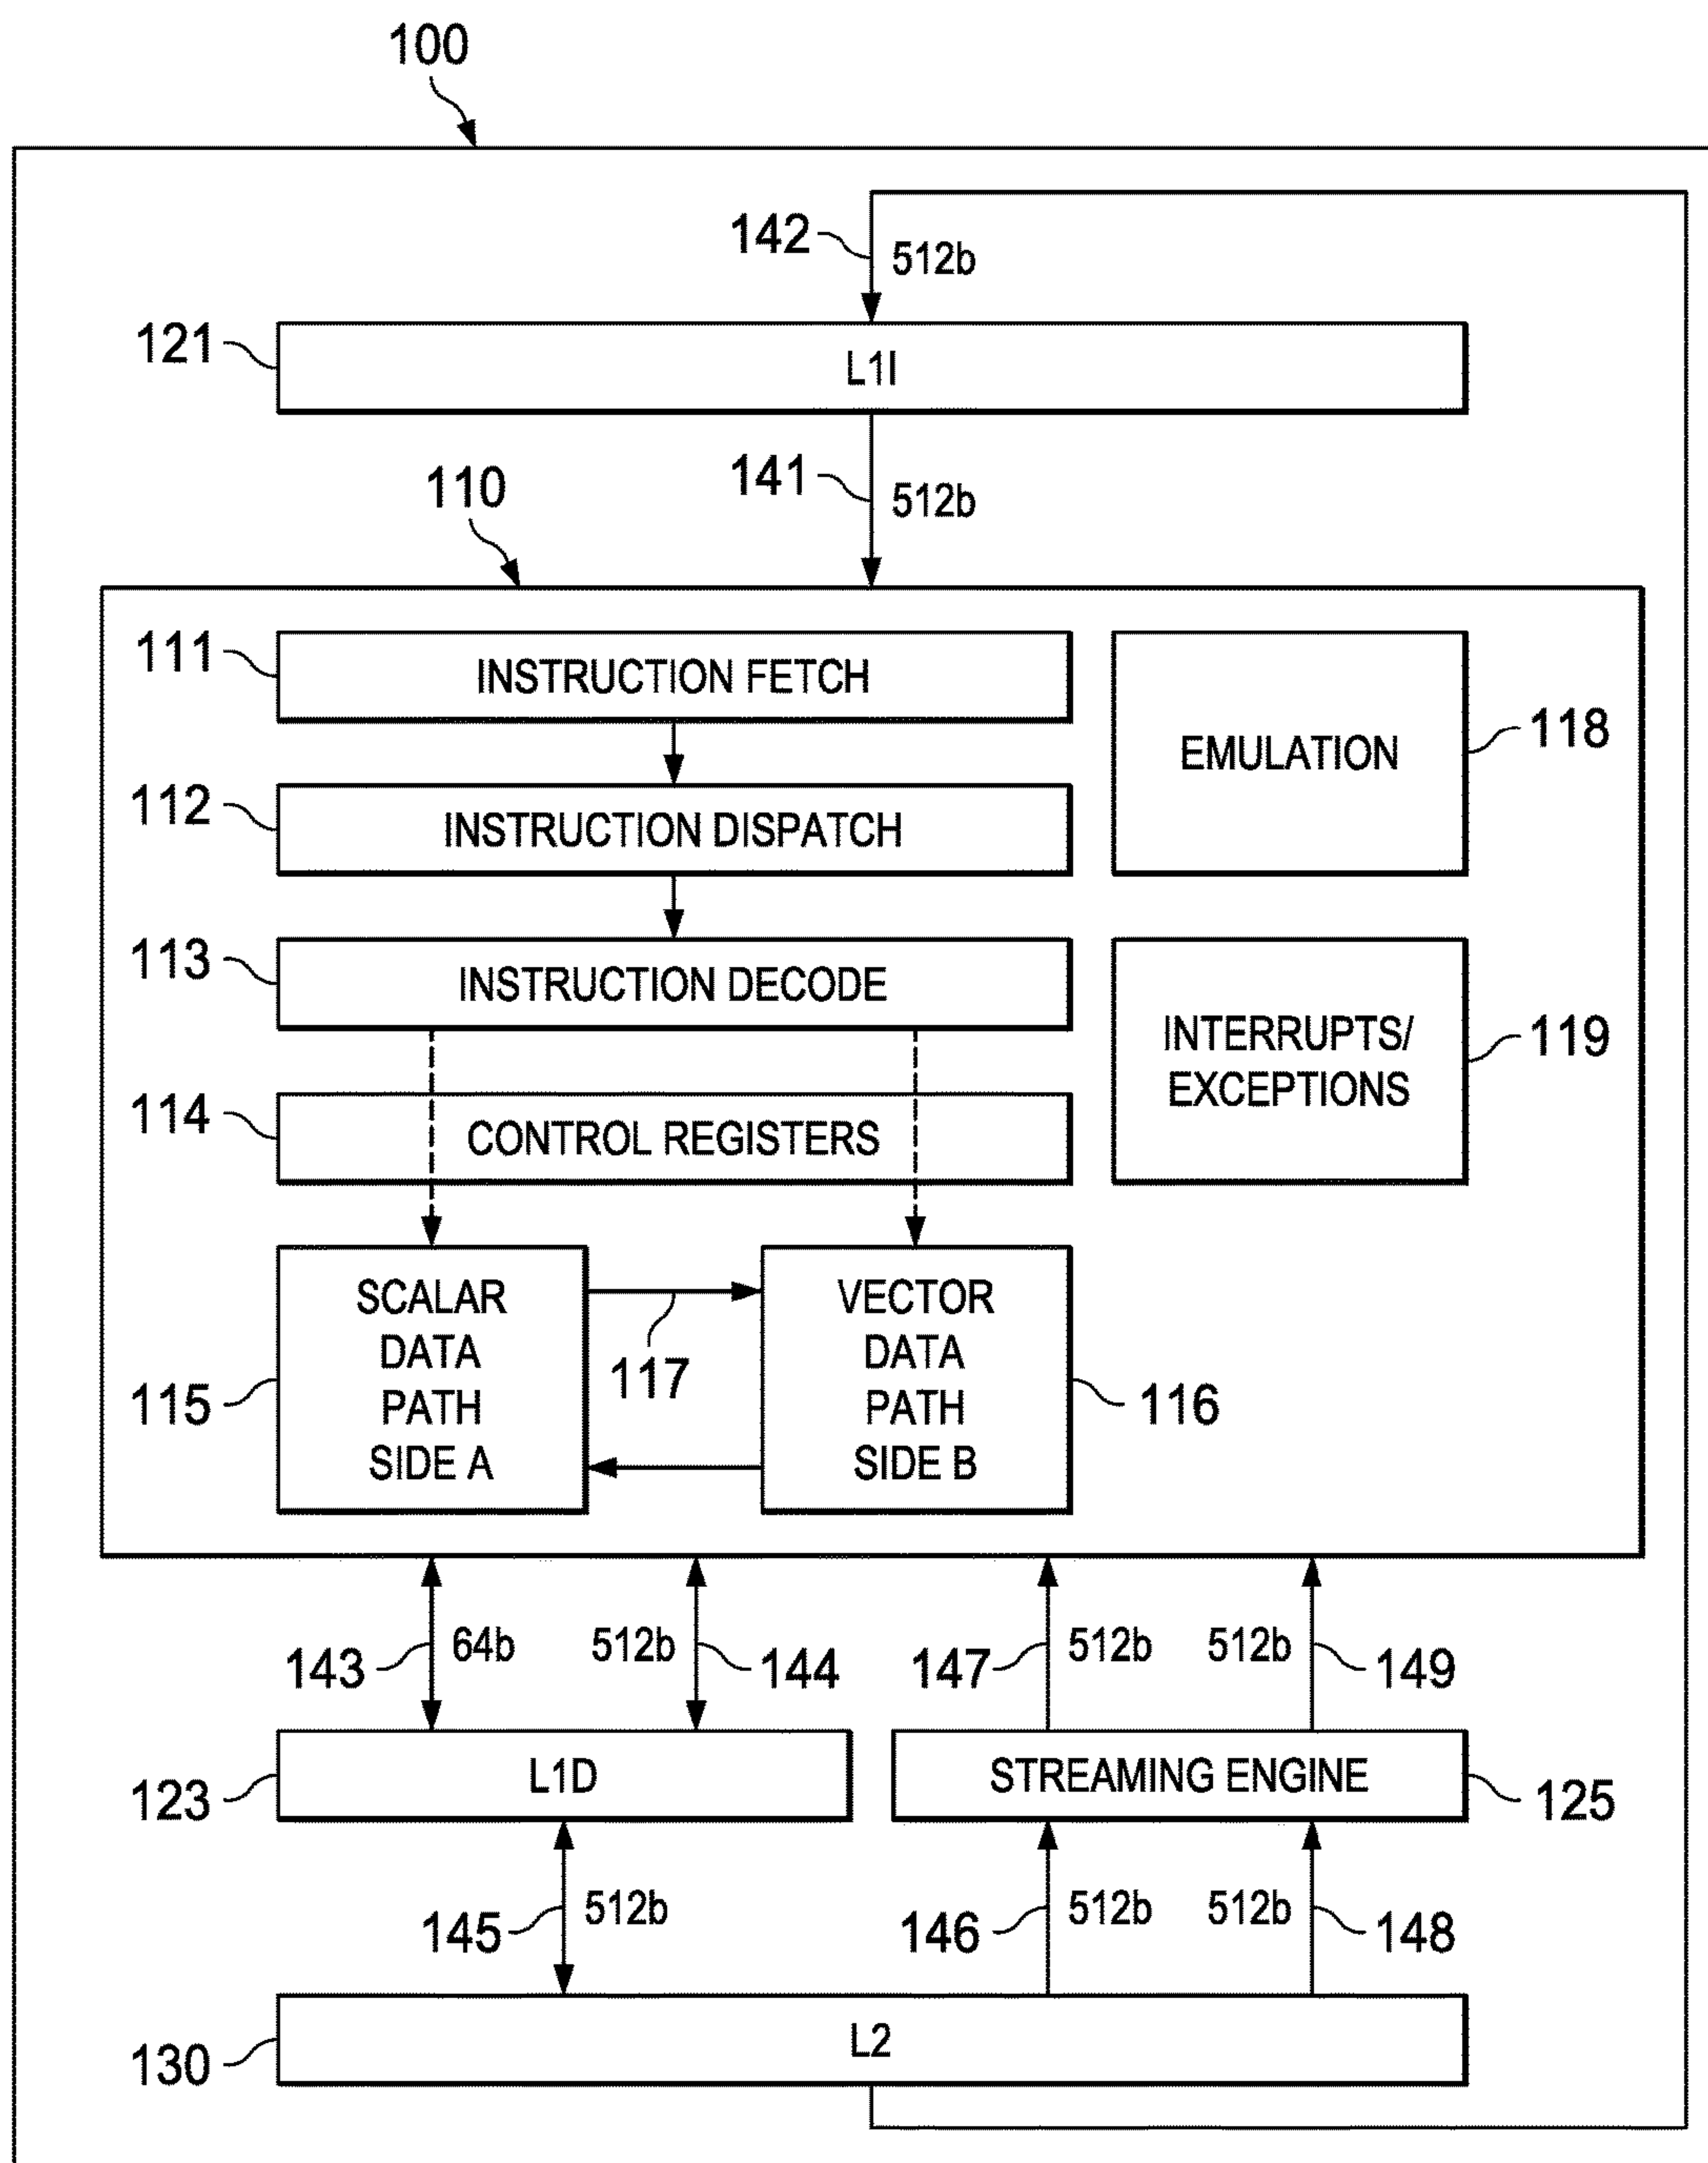 100
142
512b
121
L1I
141
512b
110
111
INSTRUCTION FETCH
EMULATION
118
112
INSTRUCTION DISPATCH
113
INSTRUCTION DECODE
INTERRUPTS/
EXCEPTIONS
119
114
CONTROL REGISTERS
SCALAR
DATA
PATH
SIDE A
115
117
VECTOR
DATA
PATH
SIDE B
116
143
64b
512b
144
147
512b
512b
149
123
L1D
STREAMING ENGINE
125
145
512b
146
512b
512b
148
130
L2